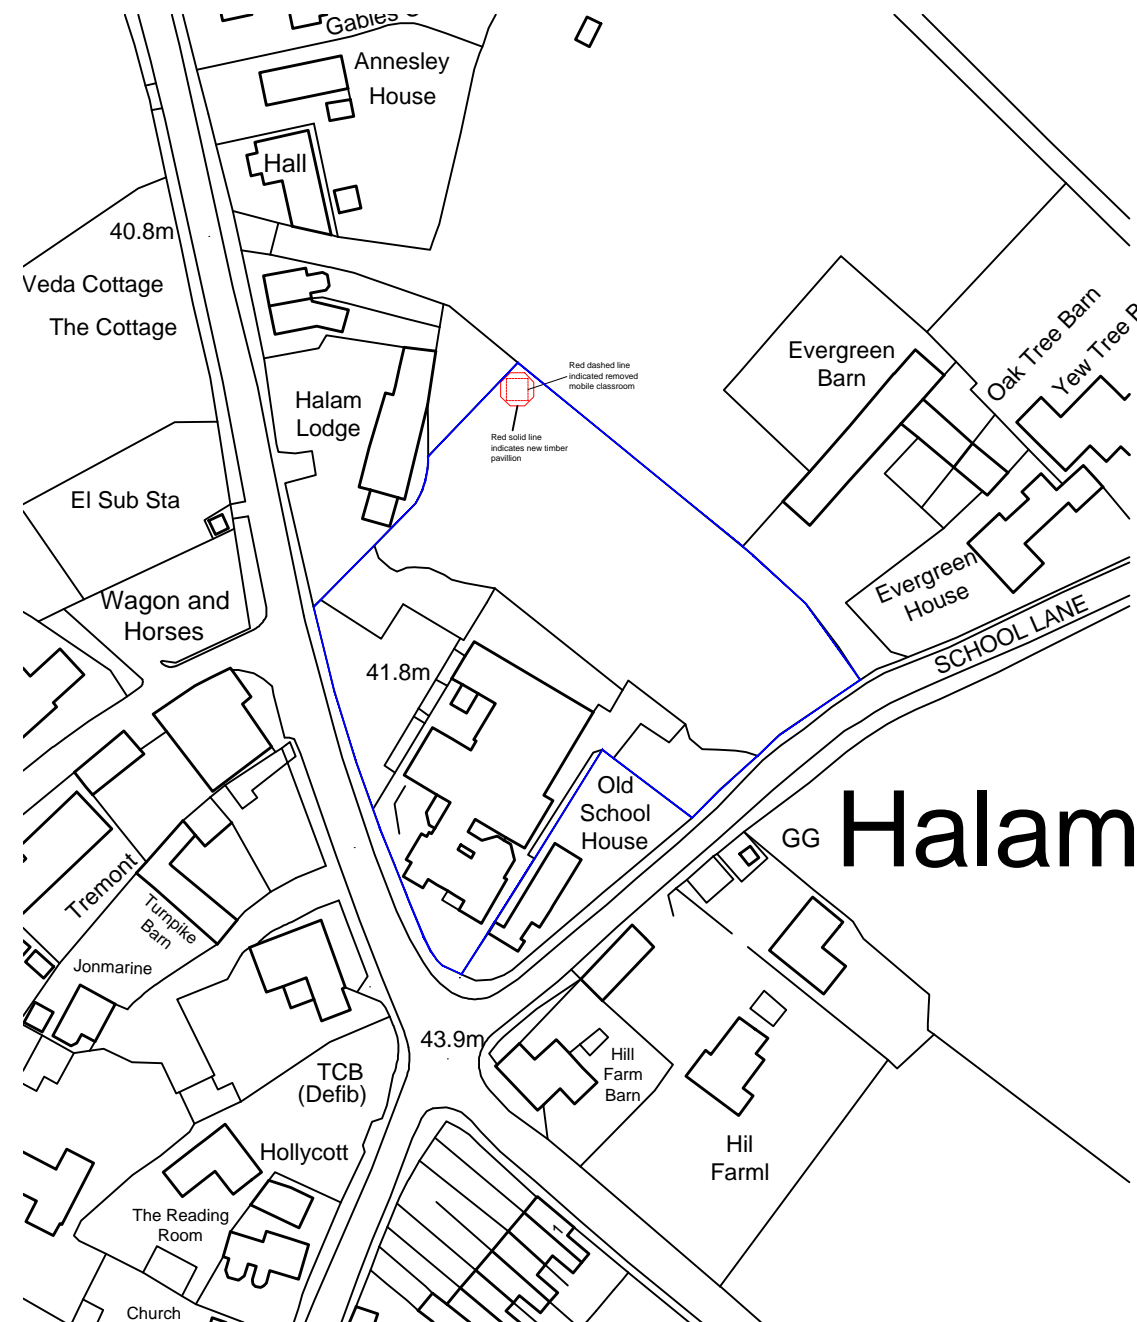 Gables
Annesley
House
Hall
40.8m
Veda Cottage
The Cottage
Red dashed line
indicated removed
mobile classroom
Halam
Lodge
Red solid line
indicates new timber
pavillion
Evergreen
Barn
Oak Tree Barn
Yew Tree B
El Sub Sta
Wagon and
Horses
Evergreen
House
SCHOOL LANE
41.8m
Old
School
House
GG
Halam
Tremont
Turnpike
Barn
Jonmarine
43.9m
TCB
(Defib)
Hill
Farm
Barn
Hollycott
Hil
Farml
The Reading
Room
1
Church